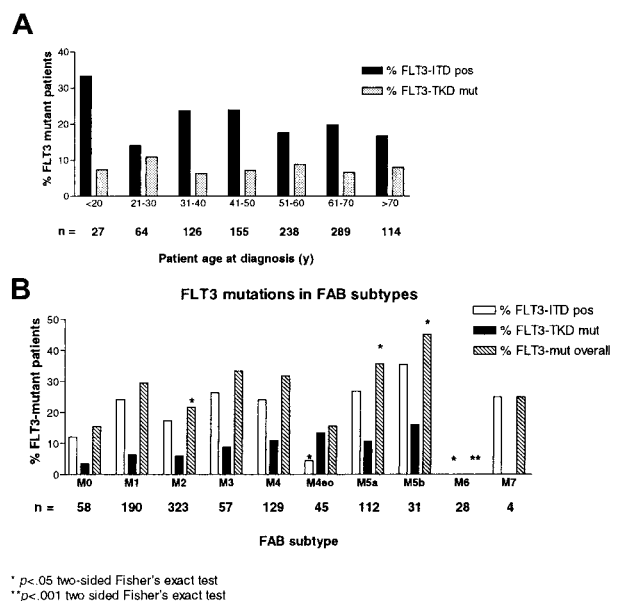 A
40
30
20
10
0
% FLT3 mutant patients
% FLT3-ITD pos
% FLT3-TKD mut
<20 21-30 31-40 41-50 51-60 61-70 >70
n = 27 64 126 155 238 289 114
Patient age at diagnosis (y)
B
FLT3 mutations in FAB subtypes
50
40
30
20
10
0
% FLT3-mutant patients
% FLT3-ITD pos
% FLT3-TKD mut
% FLT3-mut overall
* * * * * **
M0 M1 M2 M3 M4 M4eo M5a M5b M6 M7
n = 58 190 323 57 129 45 112 31 28 4
FAB subtype
* p<.05 two-sided Fisher's exact test
**p<.001 two sided Fisher's exact test